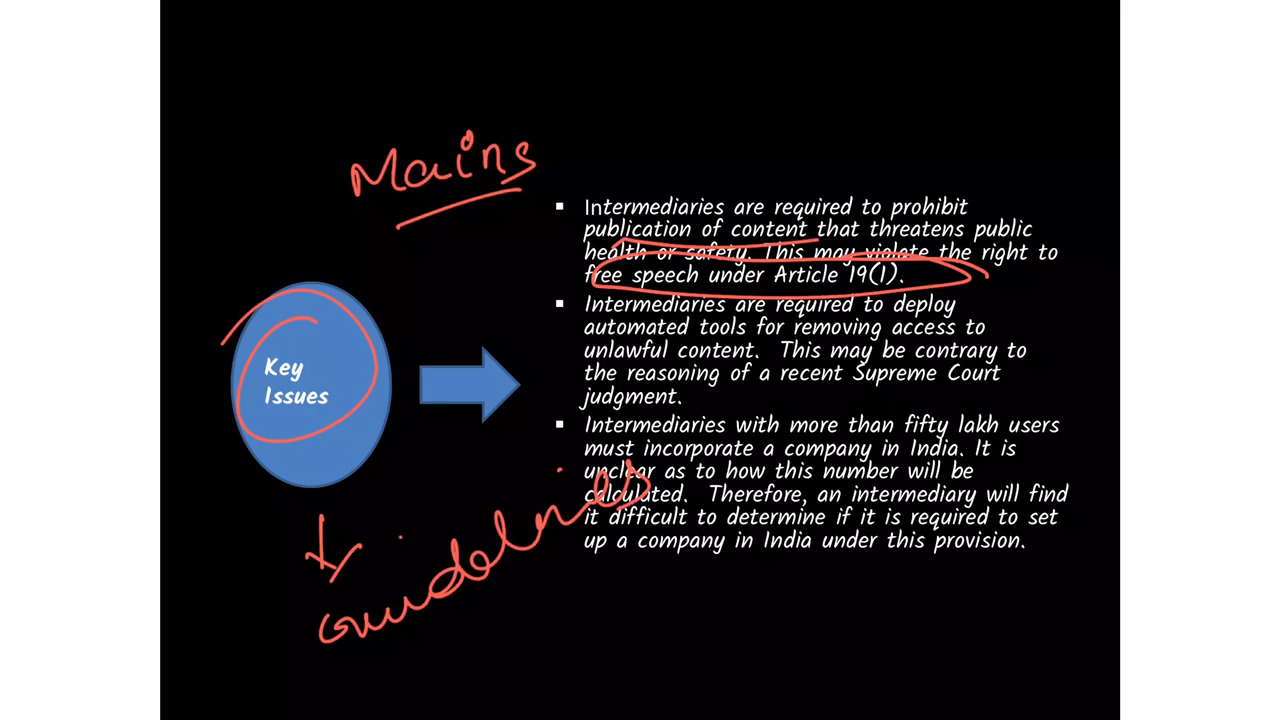 Mains
Intermediaries are required to prohibit
publication of content that threatens public
health or safety. This may violate the right to
free speech under Article 19(1).
Intermediaries are required to deploy
automated tools for removing access to
unlawful content. This may be contrary to
the reasoning of a recent Supreme Court
judgment.
Intermediaries with more than fifty lakh users
must incorporate a company in India. It is
unclear as to how this number will be
calculated. Therefore, an intermediary will find
it difficult to determine if it is required to set
up a company in India under this provision.
Key
Issues
Guidelines